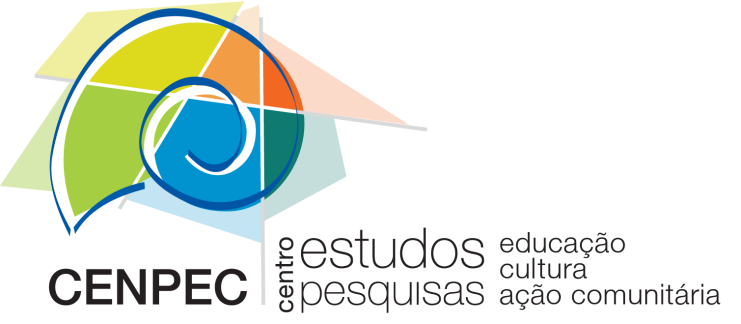 CENPEC
centro
estudos
pesquisas
educação
cultura
ação comunitária